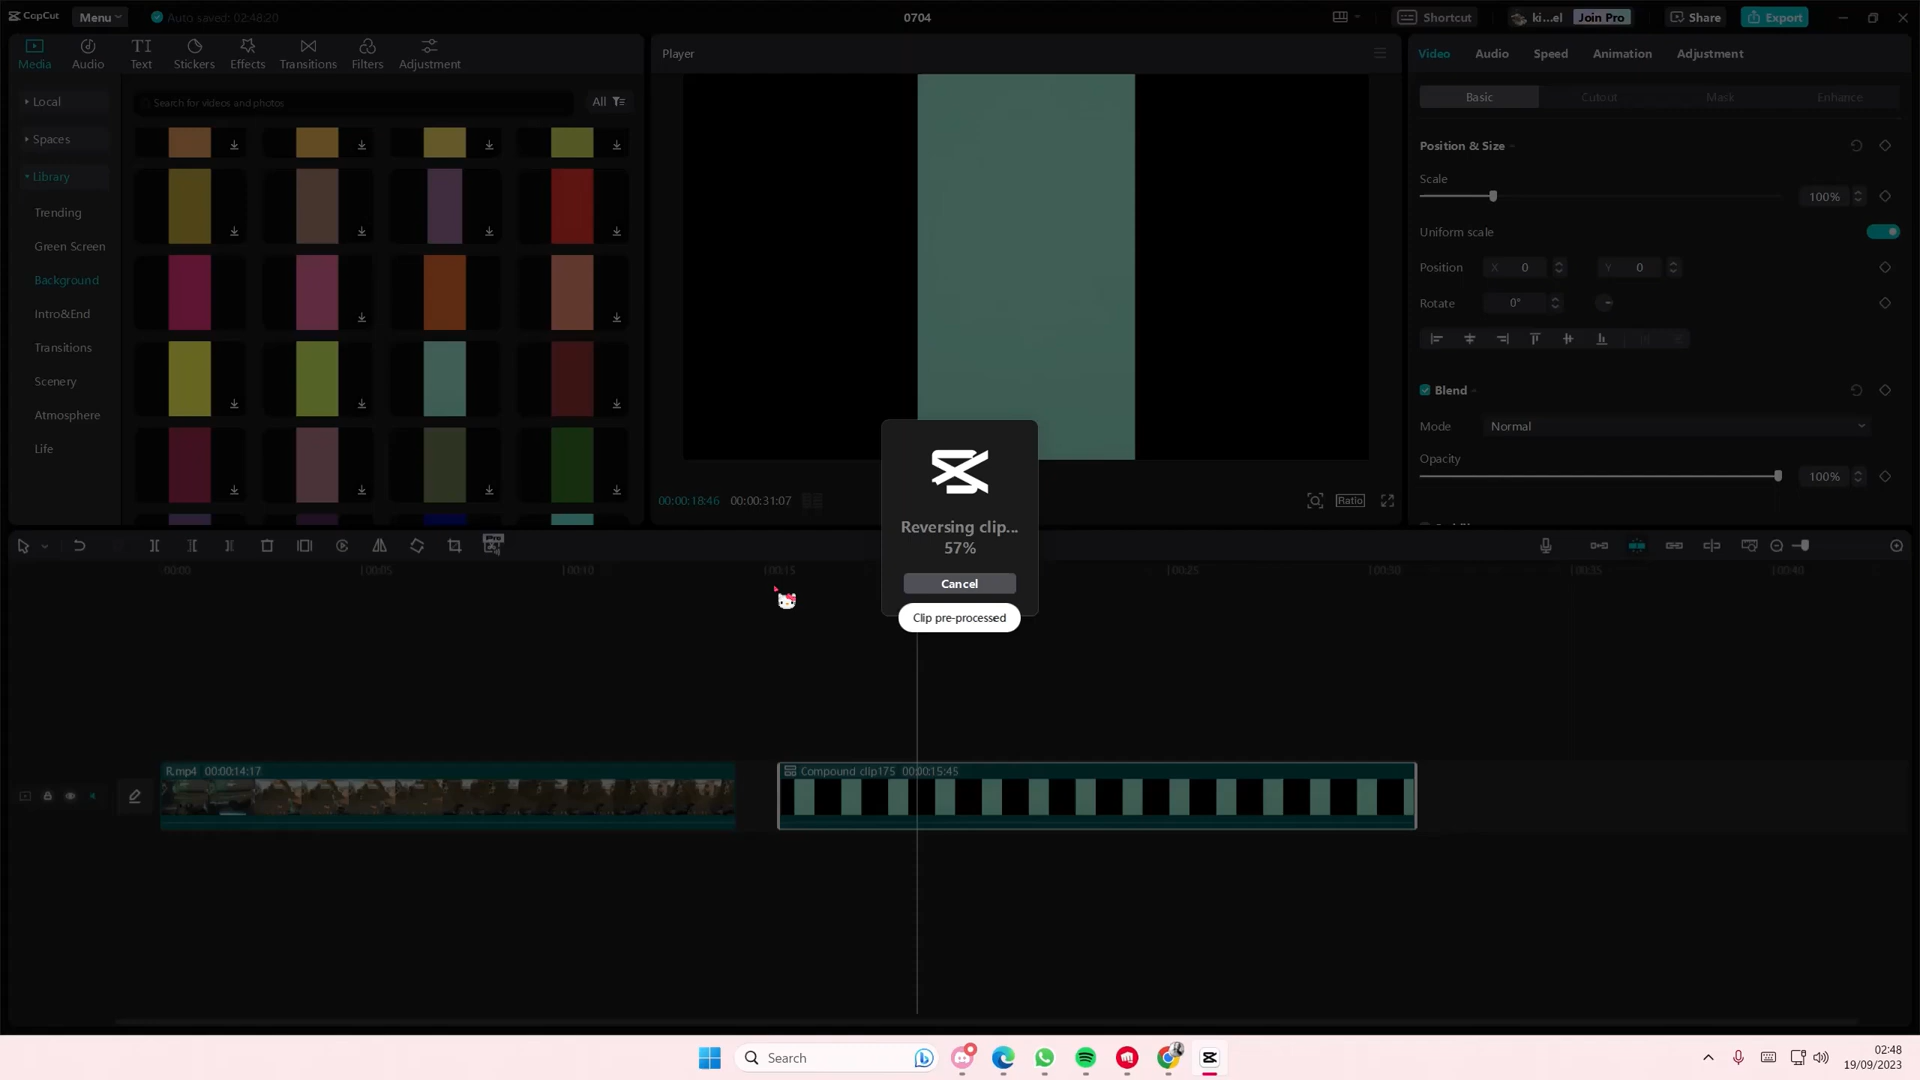 CapCut
Menu
Auto saved: 02:48:20
0704
Shortcut
ki...el
Join Pro
Share
Export
Media
Audio
Text
Stickers
Effects
Transitions
Filters
Adjustment
Player
Video
Audio
Speed
Animation
Adjustment
Local
Search for videos and photos
All
Basic
Cutout
Mask
Enhance
Spaces
Position & Size
Library
Scale
100%
Trending
Uniform scale
Green Screen
Position
X 0
Y 0
Background
Rotate
0°
Intro&End
Transitions
Scenery
Blend
Atmosphere
Mode
Normal
Life
Opacity
100%
00:00:18:46
00:00:31:07
Ratio
Reversing clip...
57%
Cancel
Clip pre-processed
Pro
00:00
00:05
00:10
00:15
00:25
00:30
00:35
00:40
R.mp4 00:00:14:17
Compound clip175 00:00:15:45
Search
02:48
19/09/2023